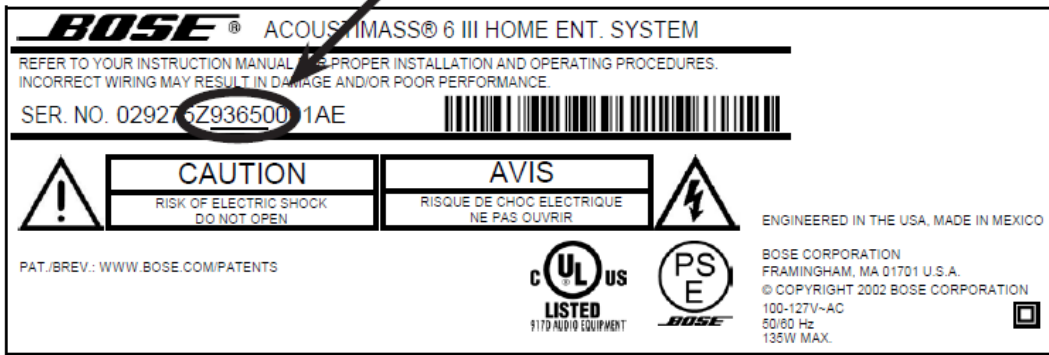 BOSE ® ACOUSTIMASS® 6 III HOME ENT. SYSTEM
REFER TO YOUR INSTRUCTION MANUAL PROPER INSTALLATION AND OPERATING PROCEDURES.
INCORRECT WIRING MAY RESULT IN DAMAGE AND/OR POOR PERFORMANCE.
SER. NO.
CAUTION
RISK OF ELECTRIC SHOCK
DO NOT OPEN
AVIS
RISQUE DE CHOC ELECTRIQUE
NE PAS OUVRIR
ENGINEERED IN THE USA, MADE IN MEXICO
PAT./BREV.: WWW.BOSE.COM/PATENTS
C UL ® US
LISTED
917D AUDIO EQUIPMENT
PS
E
BOSE
BOSE CORPORATION
FRAMINGHAM, MA 01701 U.S.A.
© COPYRIGHT 2002 BOSE CORPORATION
100-127V~AC
50/60 Hz
135W MAX.